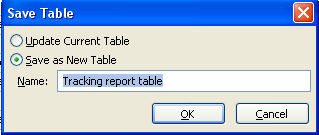 Save Table
Update Current Table
Save as New Table
Name: Tracking report table
OK Cancel